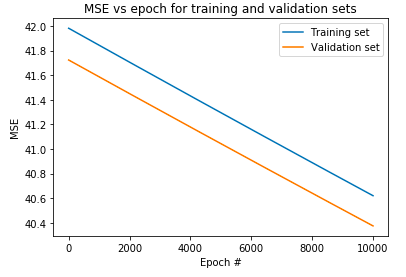 MSE vs epoch for training and validation sets
Training set
Validation set
42.0
41.8
41.6
41.4
41.2
41.0
40.8
40.6
40.4
MSE
0 2000 4000 6000 8000 10000
Epoch #